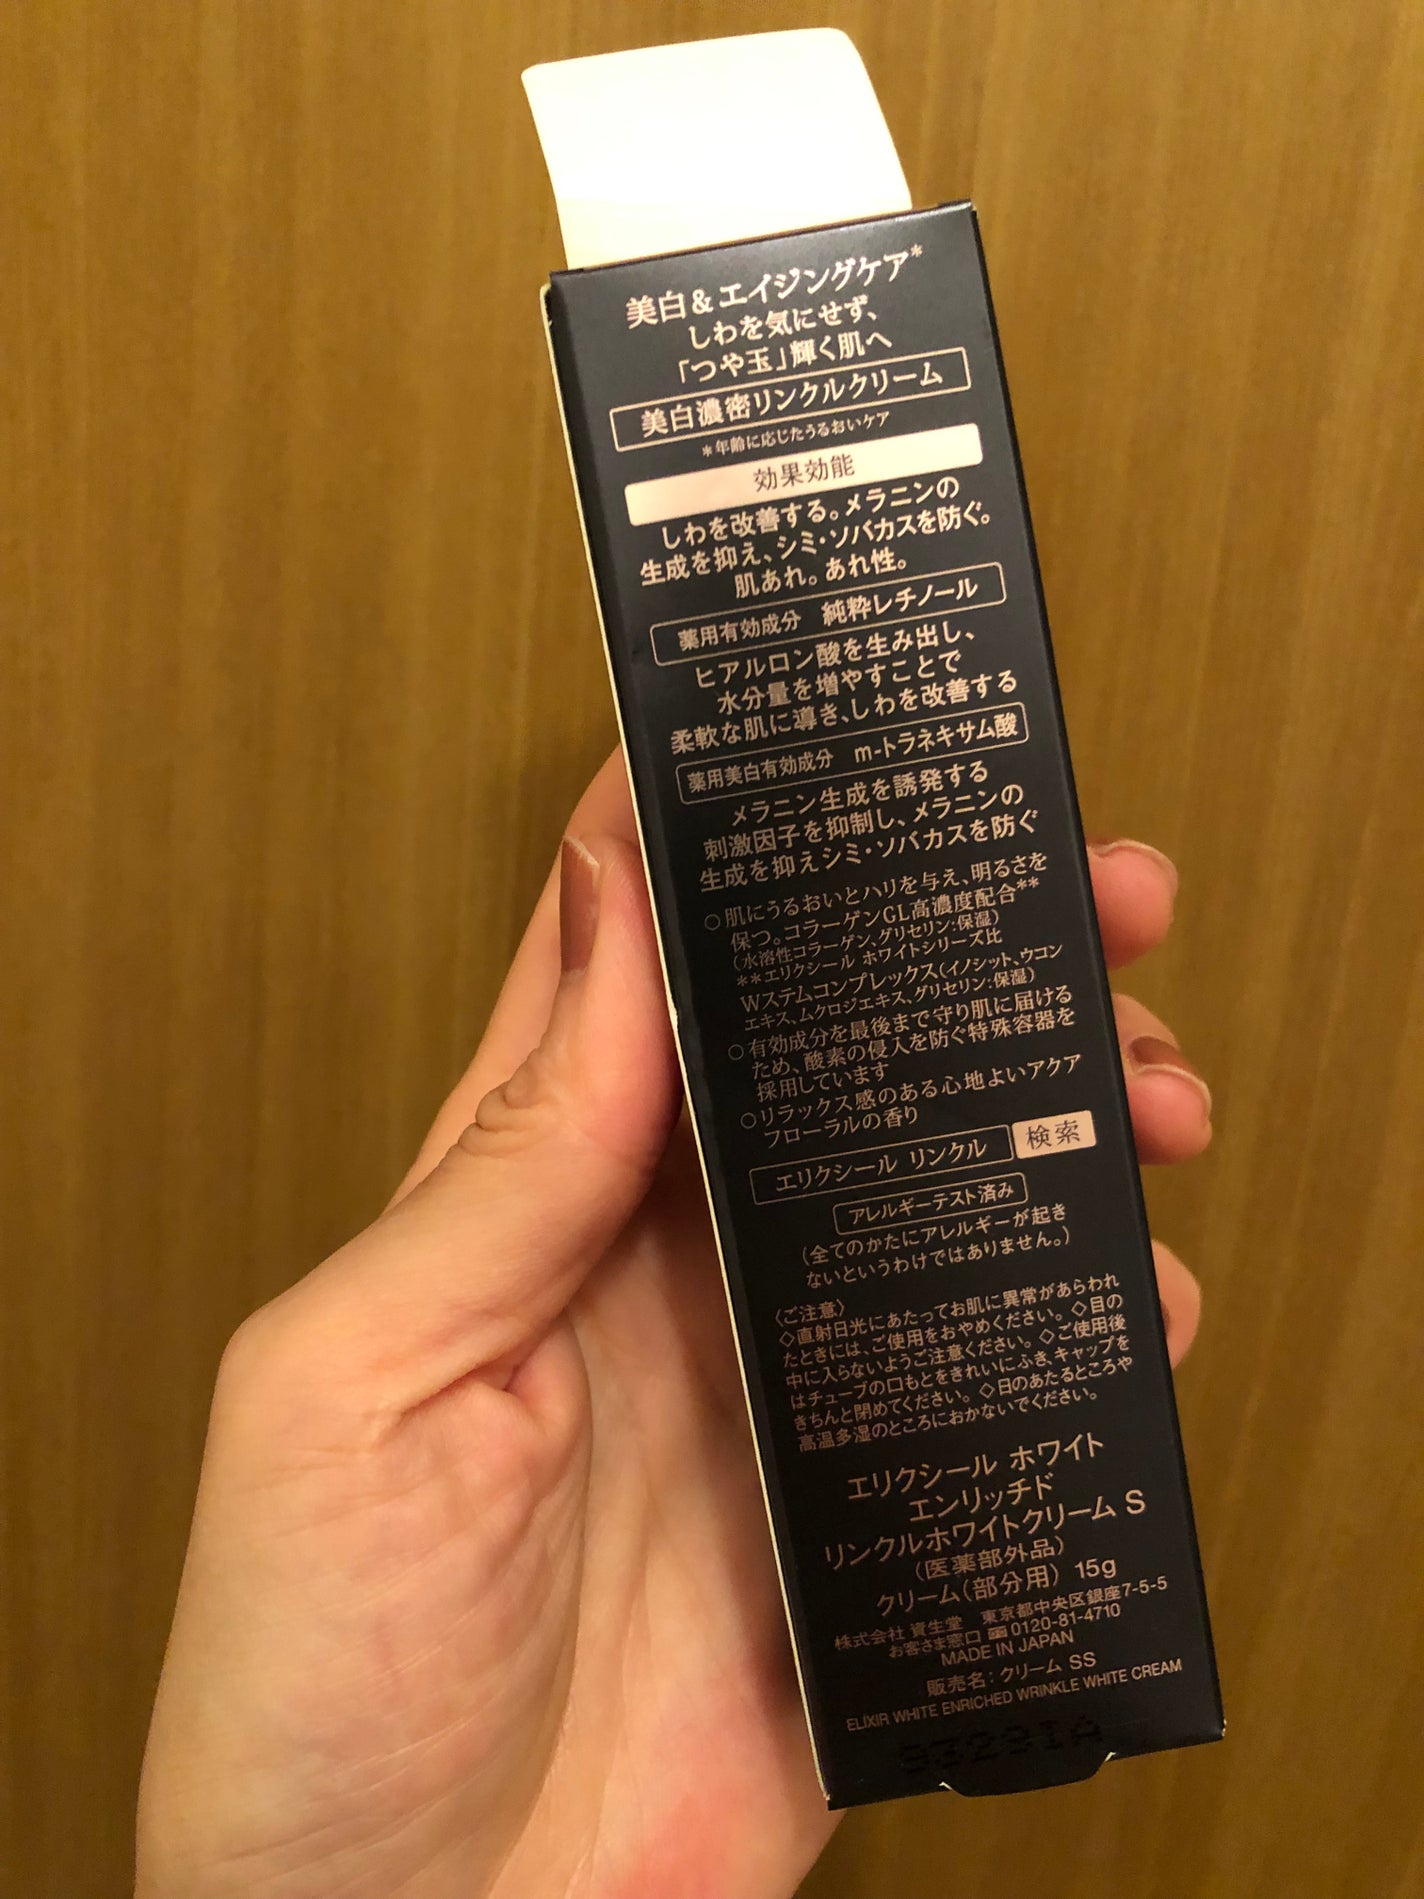 美白&エイジングケア*
しわを気にせず、
「つや玉」輝く肌へ
美白濃密リンクルクリーム
*年齢に応じたうるおいケア
効果効能
しわを改善する。メラニンの
生成を抑え、シミ・ソバカスを防ぐ。
肌あれ。あれ性。
薬用有効成分 純粋レチノール
ヒアルロン酸を生み出し、
水分量を増やすことで
柔軟な肌に導き、しわを改善する
薬用美白有効成分 m-トラネキサム酸
メラニン生成を誘発する
刺激因子を抑制し、メラニンの
生成を抑えシミ・ソバカスを防ぐ
○肌にうるおいとハリを与え、明るさを
保つ。コラーゲンGL高濃度配合**
(水溶性コラーゲン、グリセリン:保湿)
**エリクシール ホワイトシリーズ比
Wステムコンプレックス(イノシット、ウコン
エキス、ムクロジエキス、グリセリン:保湿)
○有効成分を最後まで守り肌に届ける
ため、酸素の侵入を防ぐ特殊容器を
採用しています
○リラックス感のある心地よいアクア
フローラルの香り
エリクシール リンクル 検索
アレルギーテスト済み
(全てのかたにアレルギーが起き
ないというわけではありません。)
〈ご注意〉
◇直射日光にあたってお肌に異常があらわれ
たときには、ご使用をおやめください。◇目の
中に入らないようご注意ください。◇ご使用後
はチューブの口もとをきれいにふき、キャップを
きちんと閉めてください。◇日のあたるところや
高温多湿のところにおかないでください。
エリクシール ホワイト
エンリッチド
リンクルホワイトクリーム S
(医薬部外品)
クリーム(部分用) 15g
株式会社 資生堂 東京都中央区銀座7-5-5
お客さま窓口 0120-81-4710
MADE IN JAPAN
販売名:クリーム SS
ELIXIR WHITE ENRICHED WRINKLE WHITE CREAM